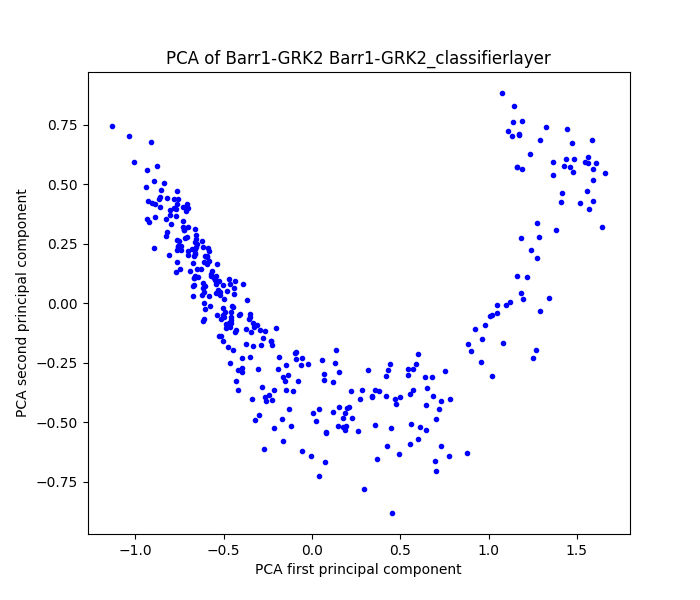 PCA of Barr1-GRK2 Barr1-GRK2_classifierlayer
0.75
0.50
0.25
0.00
−0.25
−0.50
−0.75
PCA second principal component
−1.0 −0.5 0.0 0.5 1.0 1.5
PCA first principal component